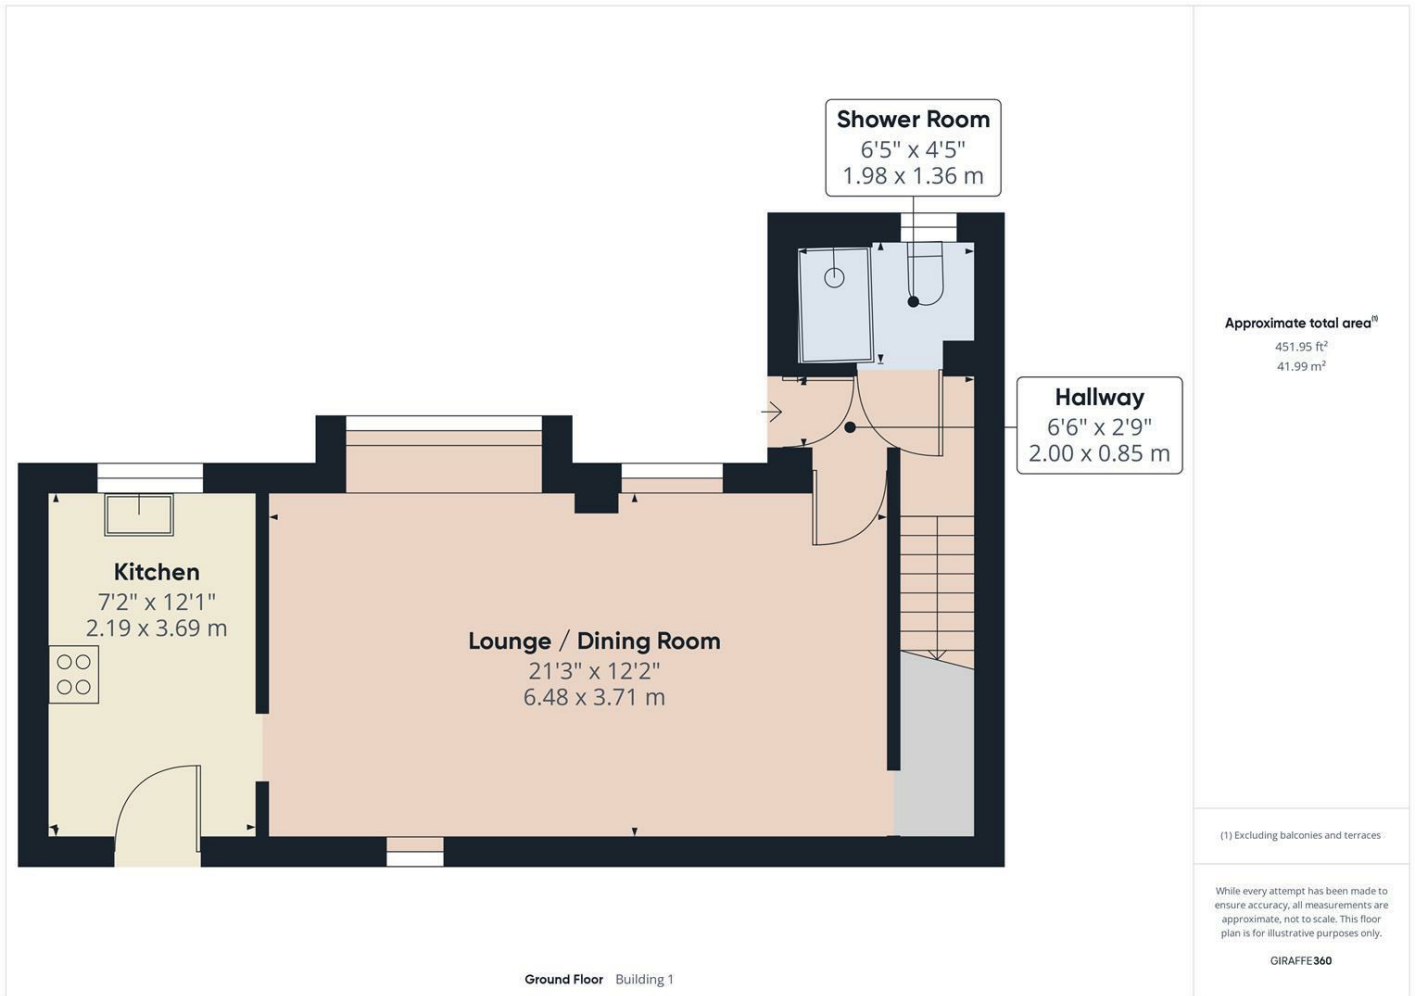 Shower Room
6'5" x 4'5"
1.98 x 1.36 m
Hallway
6'6" x 2'9"
2.00 x 0.85 m
Kitchen
7'2" x 12'1"
2.19 x 3.69 m
Lounge / Dining Room
21'3" x 12'2"
6.48 x 3.71 m
Ground Floor Building 1
Approximate total area(1)
451.95 ft²
41.99 m²
(1) Excluding balconies and terraces
While every attempt has been made to
ensure accuracy, all measurements are
approximate, not to scale. This floor
plan is for illustrative purposes only.
GIRAFFE360